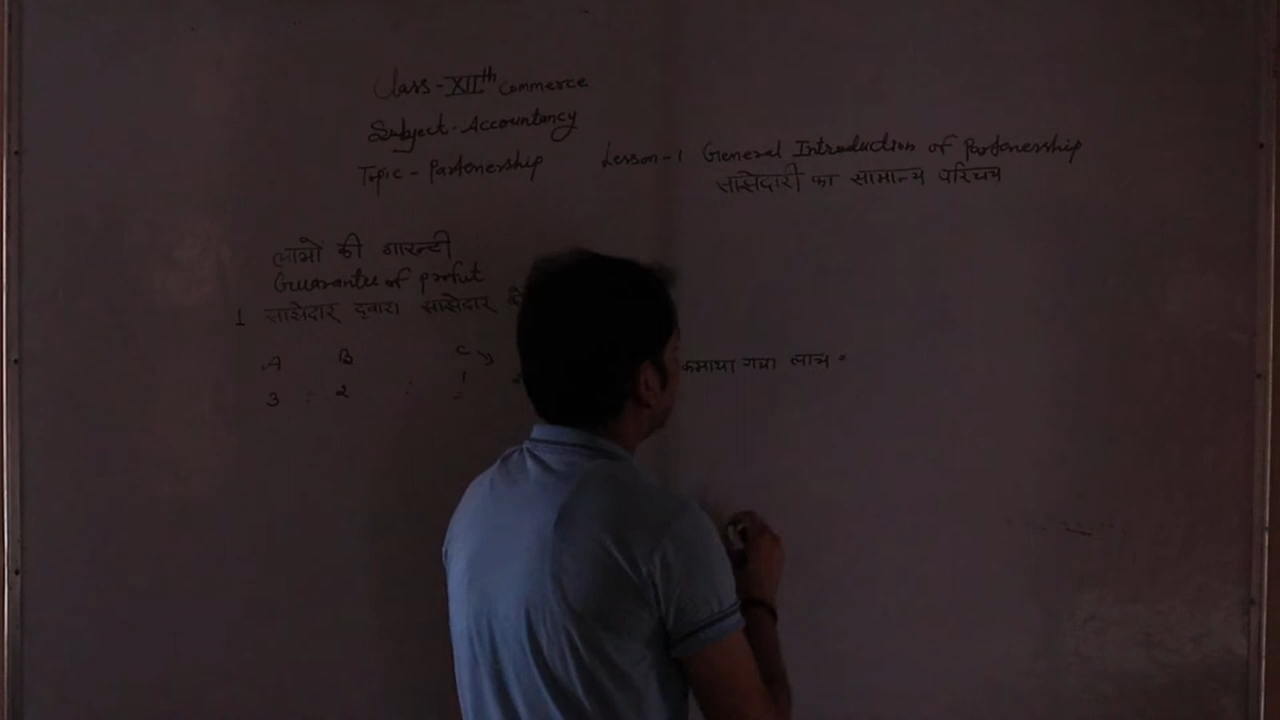 Class - XIIth Commerce
Subject - Accountancy
Topic - Partnership Lesson - 1 General Introduction of Partnership
साझेदारी का सामान्य परिचय
लाभों की गारन्टी
Guarantee of profit
1 साझेदार द्वारा साझेदार को
A B C
3 : 2 : 1
कमाया गया लाभ